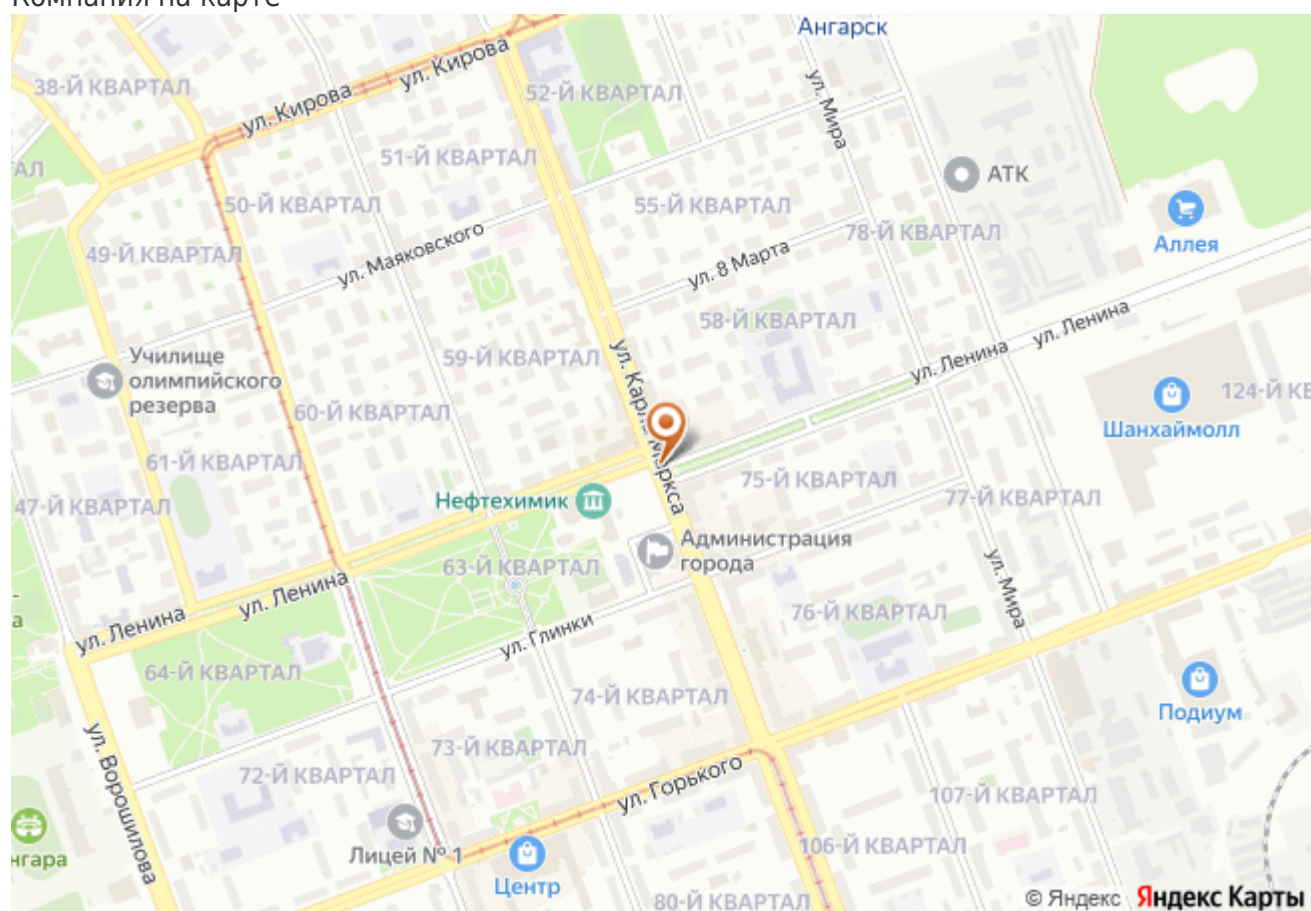 Компания на карте
Ангарск
ул. Кирова
38-Й КВАРТАЛ
52-Й КВАРТАЛ
ул. Кирова
ул. Мира
51-Й КВАРТАЛ
АЛ
АТК
50-Й КВАРТАЛ
55-Й КВАРТАЛ
78-Й КВАРТАЛ
Аллея
49-Й КВАРТАЛ
ул. Маяковского
ул. 8 Марта
58-Й КВАРТАЛ
ул. Ленина
ул. Ленина
Училище
олимпийского
резерва
59-Й КВАРТАЛ
ул. Карла Маркса
60-Й КВАРТАЛ
124-Й КВ
Шанхаймолл
61-Й КВАРТАЛ
75-Й КВАРТАЛ
77-Й КВАРТАЛ
47-Й КВАРТАЛ
Нефтехимик
Администрация
города
63-Й КВАРТАЛ
ул. Ленина
ул. Ленина
ул. Мира
76-Й КВАРТАЛ
а
ул. Глинки
64-Й КВАРТАЛ
74-Й КВАРТАЛ
Подиум
73-Й КВАРТАЛ
72-Й КВАРТАЛ
ул. Ворошилова
ул. Горького
107-Й КВАРТАЛ
нгара
Лицей № 1
106-Й КВАРТАЛ
Центр
80-Й КВАРТАЛ
© Яндекс Яндекс Карты